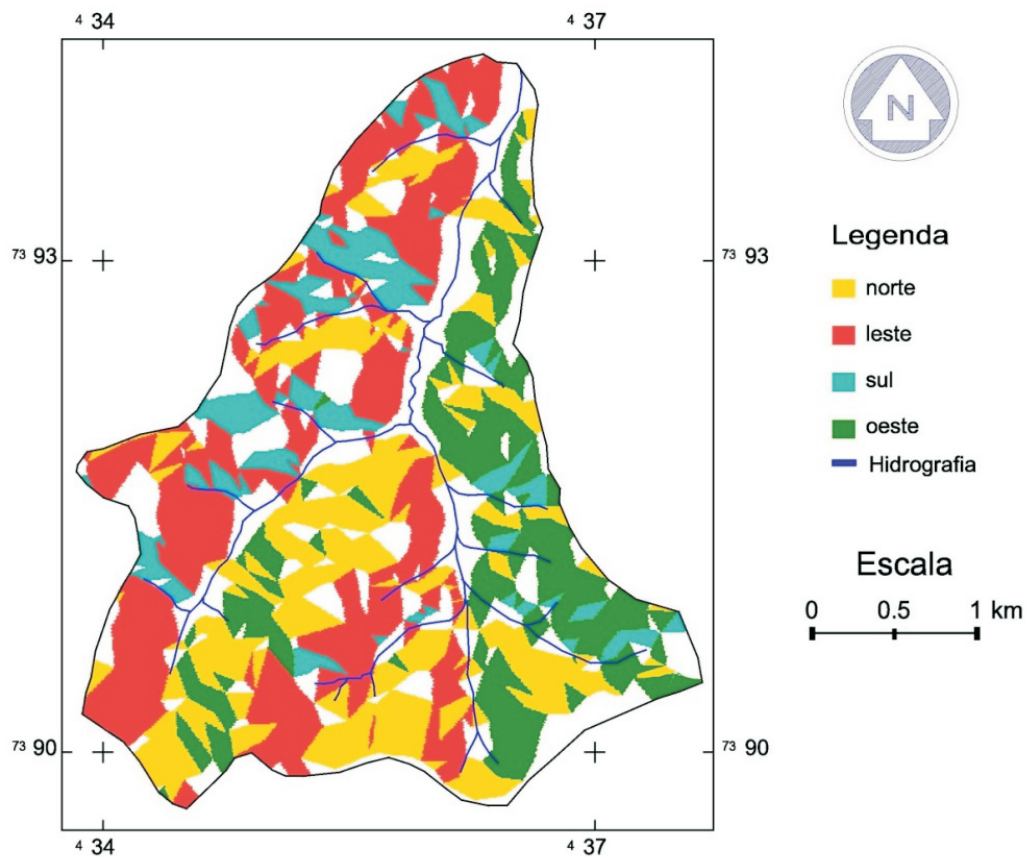 4 34
4 37
N
73 93
73 93
Legenda
norte
leste
sul
oeste
Hidrografia
Escala
0 0.5 1 km
73 90
73 90
4 34
4 37